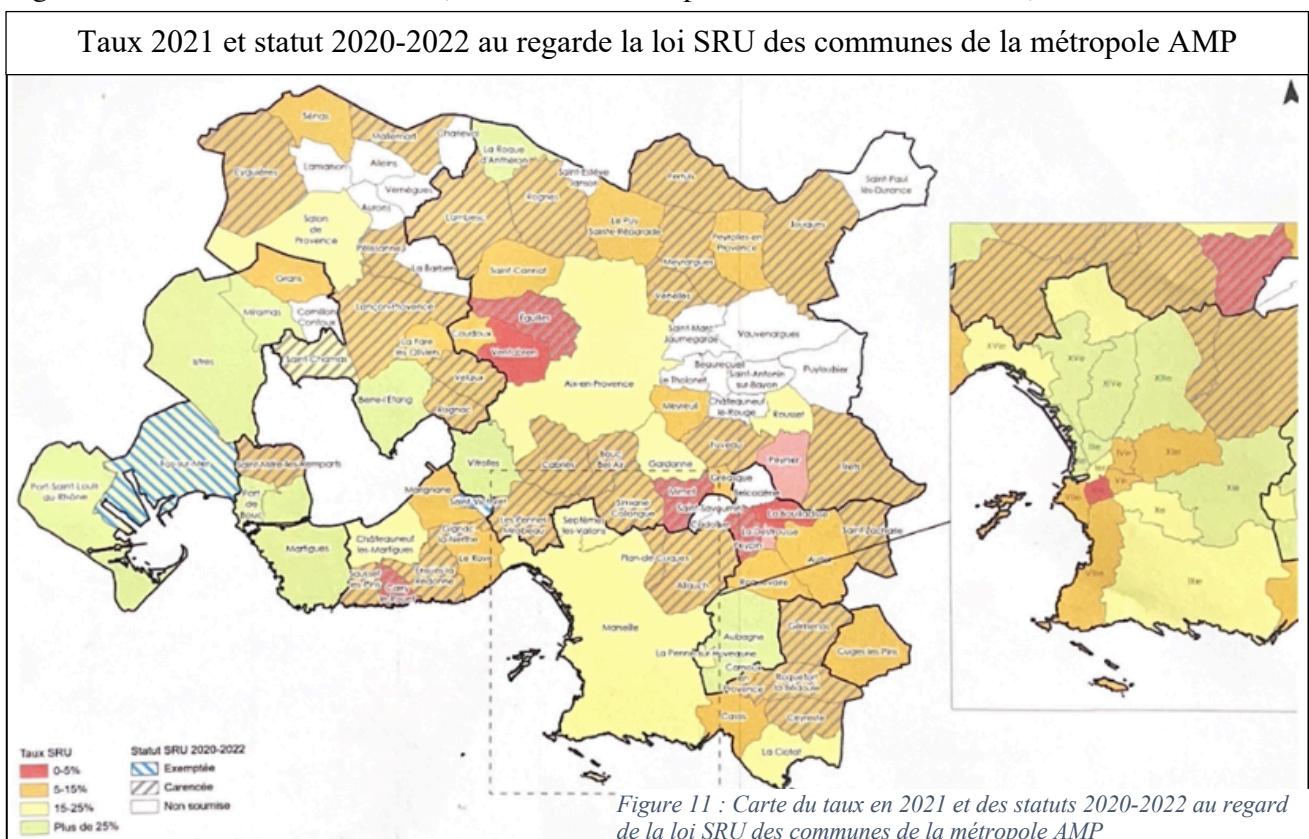 Taux 2021 et statut 2020-2022 au regarde la loi SRU des communes de la métropole AMP
Sénas
Mallemort
Charleval
La Roque
d'Anthéron
Eyguières
Lamanon
Alleins
Vernègues
Aurons
Saint-Estève
Janson
Pertuis
Saint-Paul
lès-Durance
Rognes
Lambesc
Le Puy
Sainte-Réparade
Jouques
Peyrolles-en
Provence
Salon
de
Provence
Pélissanne
La Barben
Meyrargues
Saint-Cannat
Grans
Venelles
Miramas
Cornillon
Confoux
Lançon-Provence
Eguilles
Coudoux
La Fare
les Oliviers
Ventabren
Saint-Marc
Jaumegarde
Vauvenargues
Istres
Saint-Chamas
Beaurecueil
Saint-Antonin
sur-Bayon
Puyloubier
Le Tholonet
Aix-en-Provence
Velaux
Berre-l'Etang
Rognac
Châteauneuf
le-Rouge
Meyreuil
Rousset
Fuveau
Fos-sur-Mer
Saint-Mitre-les-Remparts
Vitrolles
Cabriès
Bouc
Bel-Air
Gardanne
Peynier
Trets
Port-Saint-Louis
du Rhône
Port
de
Bouc
Marignane
Saint-Victoret
Simiane
Collongue
Mimet
Gréasque
Belcodène
Saint-Savournin
La Bouilladisse
Cadolive
La Destrousse
Peypin
Saint-Zacharie
Martigues
Châteauneuf
les-Martigues
Gignac
la-Nerthe
Les Pennes
Mirabeau
Septèmes
les-Vallons
Plan-de-Cuques
Auriol
Le Rove
Sausset
les Pins
Carry
le-Rouet
Ensuès-la
Redonne
Allauch
Roquevaire
Marseille
Aubagne
Gémenos
Cuges les Pins
La Penne-sur-Huveaune
Carnoux
en
Provence
Roquefort
la Bédoule
Cassis
Ceyreste
La Ciotat
XVIe
XVe
XIVe
XIIIe
IIIe
IVe
XIIe
Ve
XIe
VIIe
Xe
VIIIe
IXe
Taux SRU
0-5%
5-15%
15-25%
Plus de 25%
Statut SRU 2020-2022
Exemptée
Carencée
Non soumise
Figure 11 : Carte du taux en 2021 et des statuts 2020-2022 au regard
de la loi SRU des communes de la métropole AMP